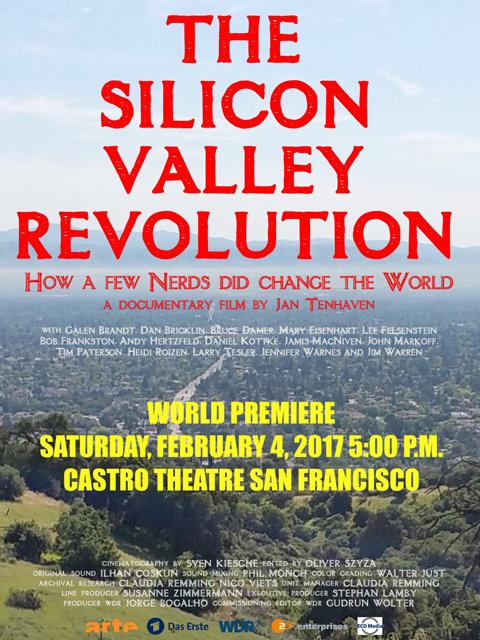 THE
SILICON
VALLEY
REVOLUTION
HOW A FEW NERDS DID CHANGE THE WORLD
A DOCUMENTARY FILM BY JAN TENHAVEN
WITH GALEN BRANDT. DAN BRICKLIN. BRUCE DAMER. MARY EISENHART. LEE FELSENSTEIN
BOB FRANKSTON. ANDY HERTZFELD. DANIEL KOTTKE. JAMIS MACNIVEN. JOHN MARKOFF.
TIM PATERSON. HEIDI ROIZEN. LARRY TESLER. JENNIFER WARNES AND JIM WARREN
WORLD PREMIERE
SATURDAY, FEBRUARY 4, 2017 5:00 P.M.
CASTRO THEATRE SAN FRANCISCO
CINEMATOGRAPHY BY SVEN KIESCHE EDITED BY OLIVER SZYZA
ORIGINAL SOUND ILHAN COSKUN SOUND MIXING PHIL MÖNCH COLOR GRADING WALTER JUST
ARCHIVAL RESEARCH CLAUDIA REMMING NICO VIETS UNIT MANAGER CLAUDIA REMMING
LINE PRODUCER SUSANNE ZIMMERMANN EXECUTIVE PRODUCER STEPHAN LAMBY
PRODUCER WDR JORGE BOGALHO COMMISSIONING EDITOR WDR GUDRUN WOLTER
arte Das Erste WDR ZDF enterprises ECO Media